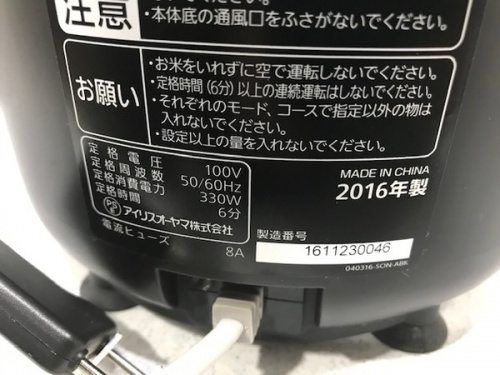 注意
ください。
・本体底の通風口をふさがないでください。
お願い
・お米をいれずに空で運転しないでください。
・定格時間(6分)以上の連続運転はしないでください。
・それぞれのモード、コースで指定以外の物は
入れないでください。
・設定以上の量を入れないでください。
定格電圧 100V
定格周波数 50/60Hz
定格消費電力 330W
定格時間 6分
PSE アイリスオーヤマ株式会社
電流ヒューズ 8A
MADE IN CHINA
2016年製
製造番号 1611230046
040316-SON-ABK